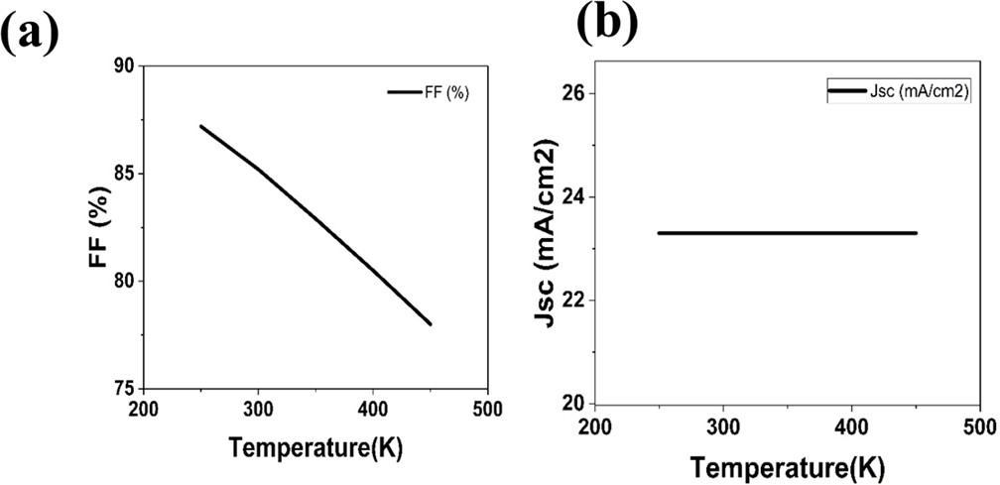 (a)
90
85
80
75
FF (%)
FF (%)
200 300 400 500
Temperature(K)
(b)
26
24
22
20
Jsc (mA/cm2)
Jsc (mA/cm2)
200 300 400 500
Temperature(K)